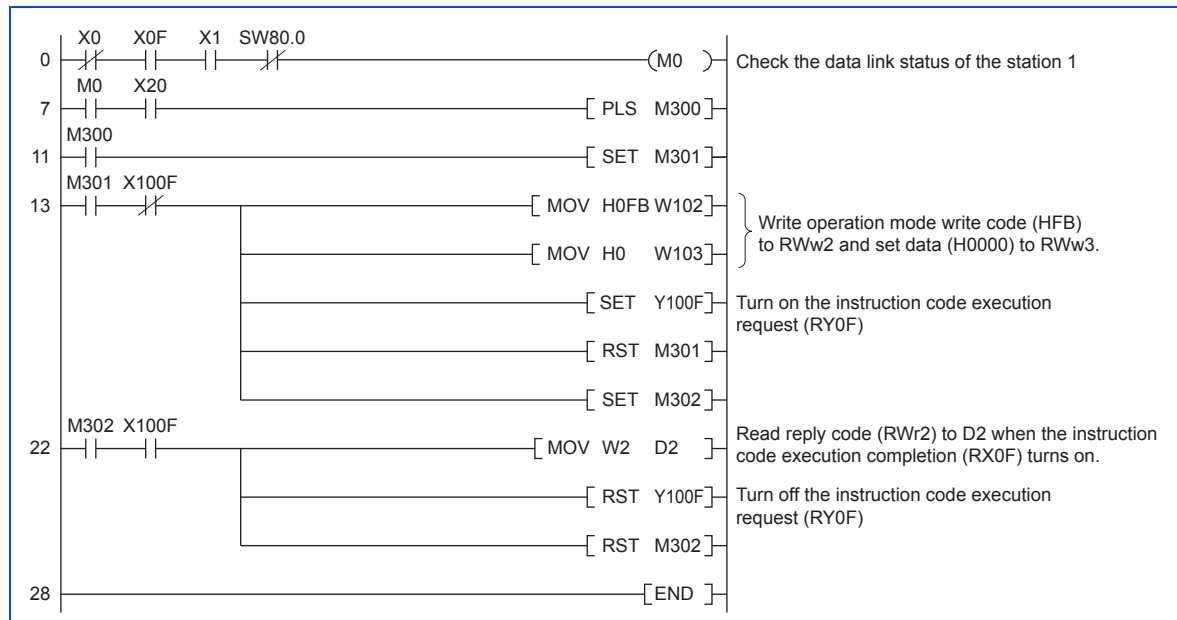 X0 X0F X1 SW80.0
0 M0 Check the data link status of the station 1
M0 X20
7 PLS M300
M300
11 SET M301
M301 X100F
13 MOV H0FB W102
Write operation mode write code (HFB)
to RWw2 and set data (H0000) to RWw3.
MOV H0 W103
SET Y100F Turn on the instruction code execution
request (RY0F)
RST M301
SET M302
M302 X100F
22 MOV W2 D2 Read reply code (RWr2) to D2 when the instruction
code execution completion (RX0F) turns on.
RST Y100F Turn off the instruction code execution
request (RY0F)
RST M302
28 END